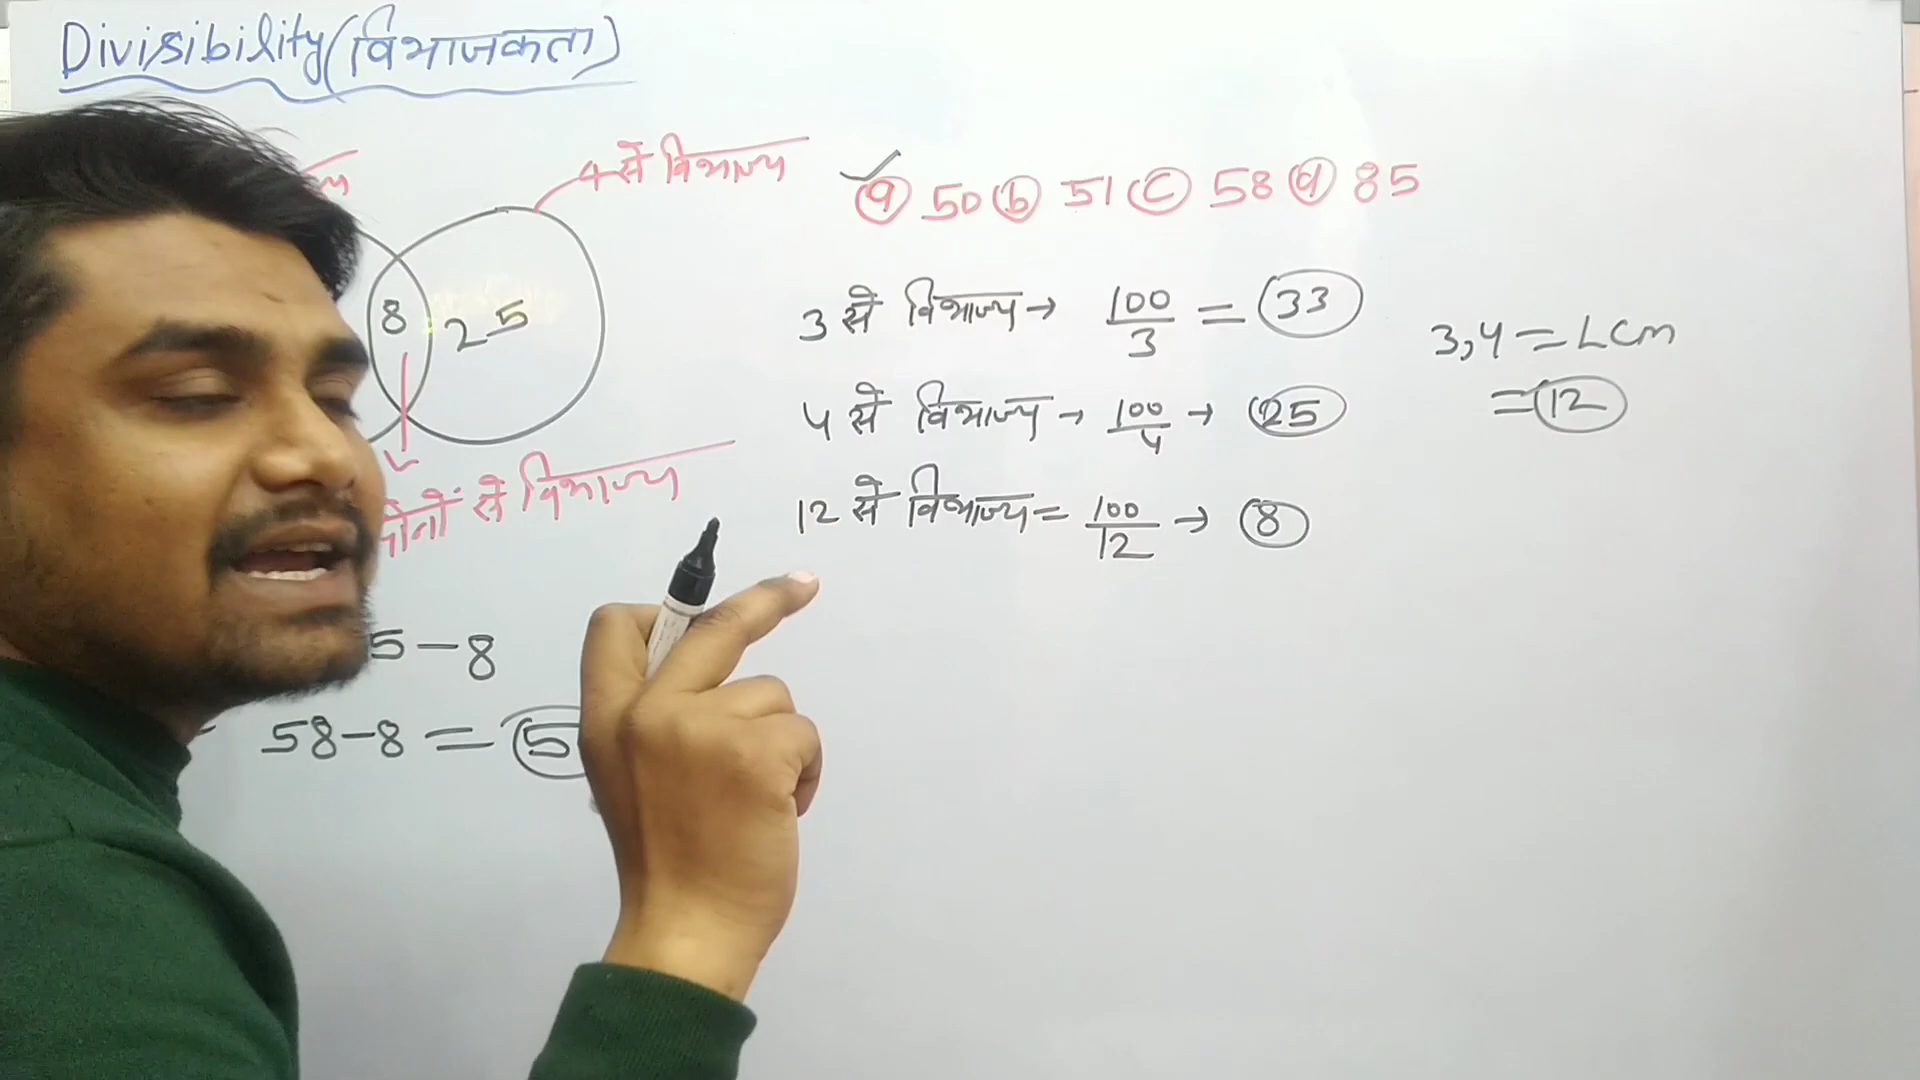 Divisibility (विभाजकता)
4 से विभाज्य
8 25
दोनों से विभाज्य
5 - 8
58 - 8 = 5
a 50 b 51 c 58 d 85
3 से विभाज्य → 100/3 = 33
4 से विभाज्य → 100/4 → 25
12 से विभाज्य = 100/12 → 8
3,4 = LCM
= 12